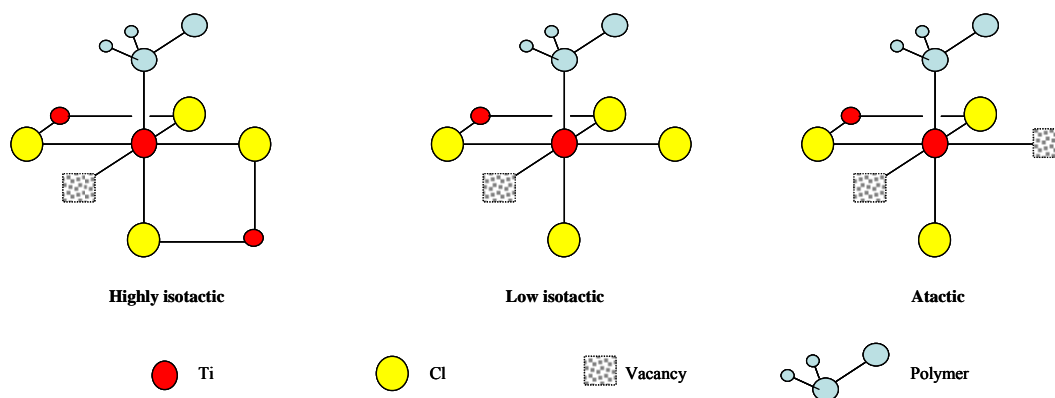 Highly isotactic
Low isotactic
Atactic
Ti
Cl
Vacancy
Polymer